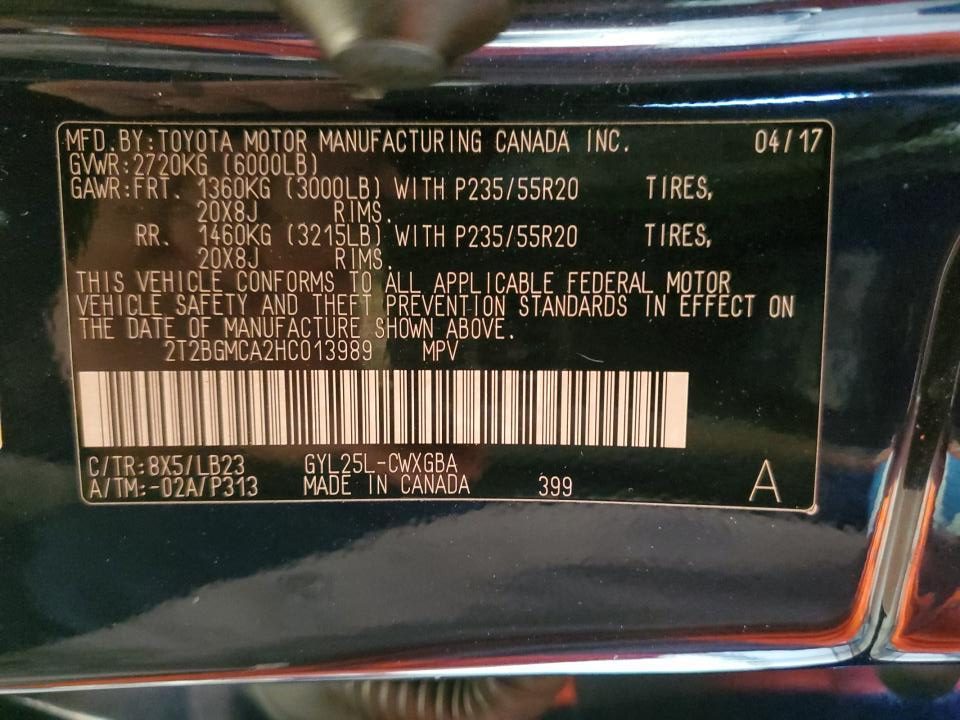 MFD.BY:TOYOTA MOTOR MANUFACTURING CANADA INC. 04/17
GVWR:2720KG (6000LB)
GAWR:FRT. 1360KG (3000LB) WITH P235/55R20 TIRES,
20X8J RIMS.
RR. 1460KG (3215LB) WITH P235/55R20 TIRES,
20X8J RIMS.
THIS VEHICLE CONFORMS TO ALL APPLICABLE FEDERAL MOTOR
VEHICLE SAFETY AND THEFT PREVENTION STANDARDS IN EFFECT ON
THE DATE OF MANUFACTURE SHOWN ABOVE.
2T2BGMCA2HC013989 MPV
C/TR:8X5/LB23 GYL25L-CWXGBA
A/TM:-02A/P313 MADE IN CANADA 399 A